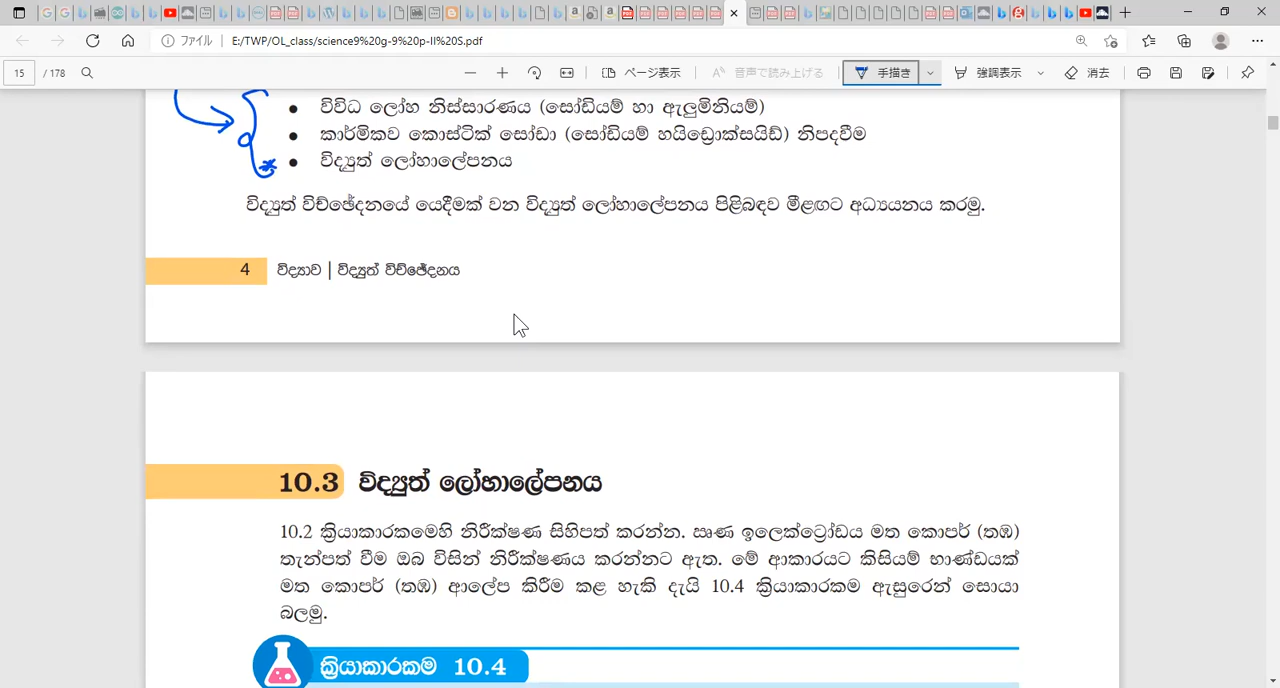 ファイル | E:/TWP/OL_class/science9%20g-9%20p-II%20S.pdf
15 / 178 ページ表示 音声で読み上げる 手描き 強調表示 消去
• විවිධ ලෝහ නිස්සාරණය (සෝඩියම් හා ඇලුමිනියම්)
• කාර්මිකව කොස්ටික් සෝඩා (සෝඩියම් හයිඩ්‍රොක්සයිඩ්) නිපදවීම
• විද්‍යුත් ලෝහාලේපනය
විද්‍යුත් විච්ඡේදනයේ යෙදීමක් වන විද්‍යුත් ලෝහාලේපනය පිළිබඳව මීළඟට අධ්‍යයනය කරමු.
4 විද්‍යාව | විද්‍යුත් විච්ඡේදනය
10.3 විද්‍යුත් ලෝහාලේපනය
10.2 ක්‍රියාකාරකමෙහි නිරීක්ෂණ සිහිපත් කරන්න. ඍණ ඉලෙක්ට්‍රෝඩය මත කොපර් (තඹ)
තැන්පත් වීම ඔබ විසින් නිරීක්ෂණය කරන්නට ඇත. මේ ආකාරයට කිසියම් භාණ්ඩයක්
මත කොපර් (තඹ) ආලේප කිරීම කළ හැකි දැයි 10.4 ක්‍රියාකාරකම ඇසුරෙන් සොයා
බලමු.
ක්‍රියාකාරකම 10.4